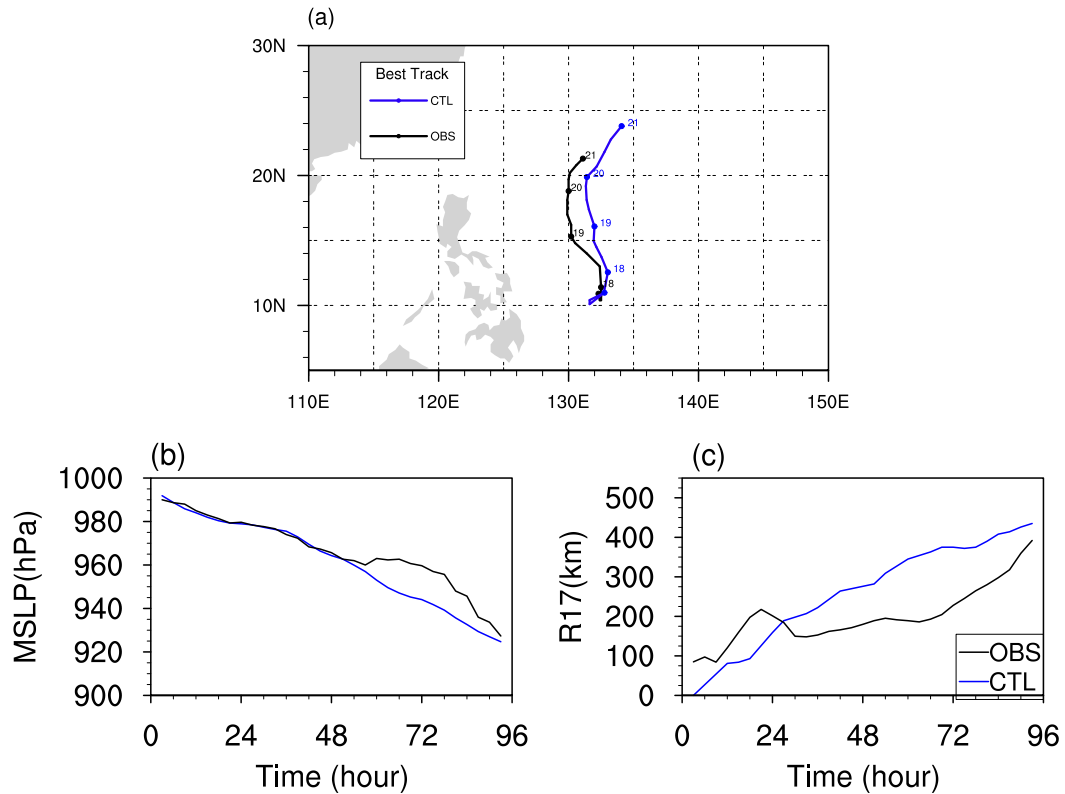 (a)
30N
20N
10N
110E 120E 130E 140E 150E
Best Track
CTL
OBS
21
20
19
18
21
20
19
18
(b)
MSLP(hPa)
1000
980
960
940
920
900
0 24 48 72 96
Time (hour)
(c)
R17(km)
500
400
300
200
100
0
0 24 48 72 96
Time (hour)
OBS
CTL